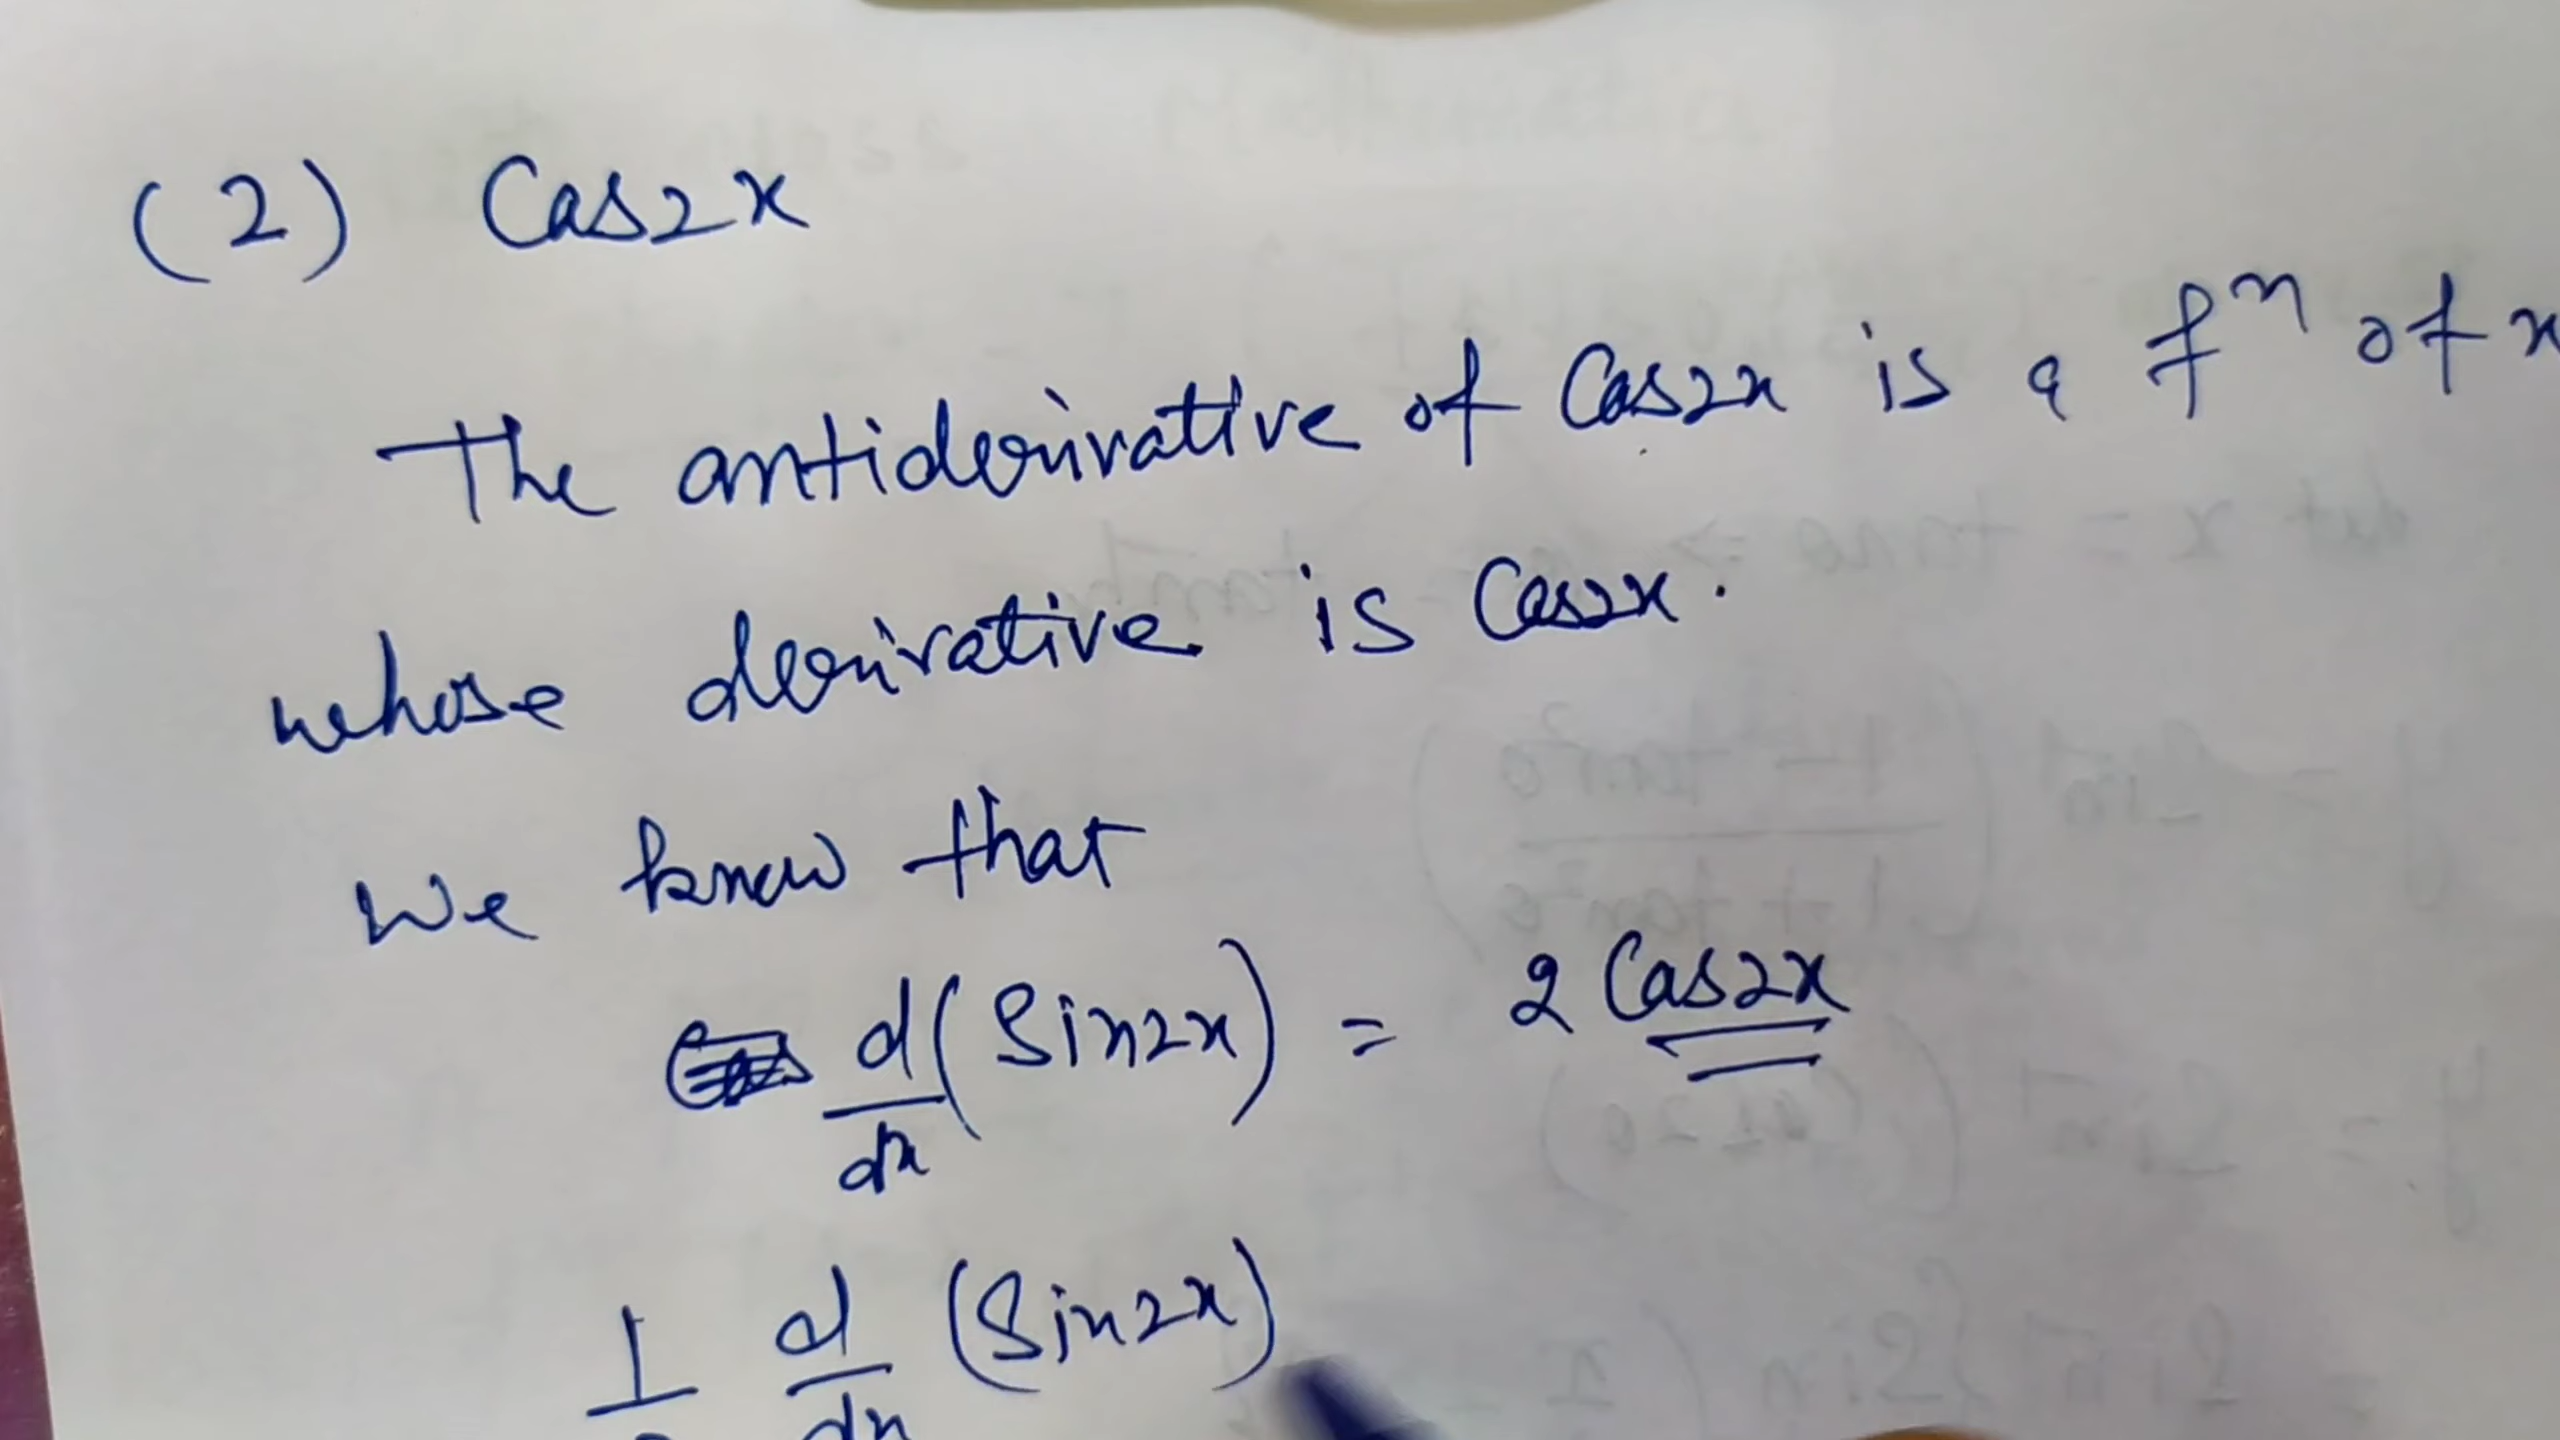 (2) Cos2x
The antiderivative of Cos2x is a fⁿ of x
whose derivative is Cos2x.
We know that
d/dx (Sin2x) = 2 Cos2x
1 d/dx (Sin2x)